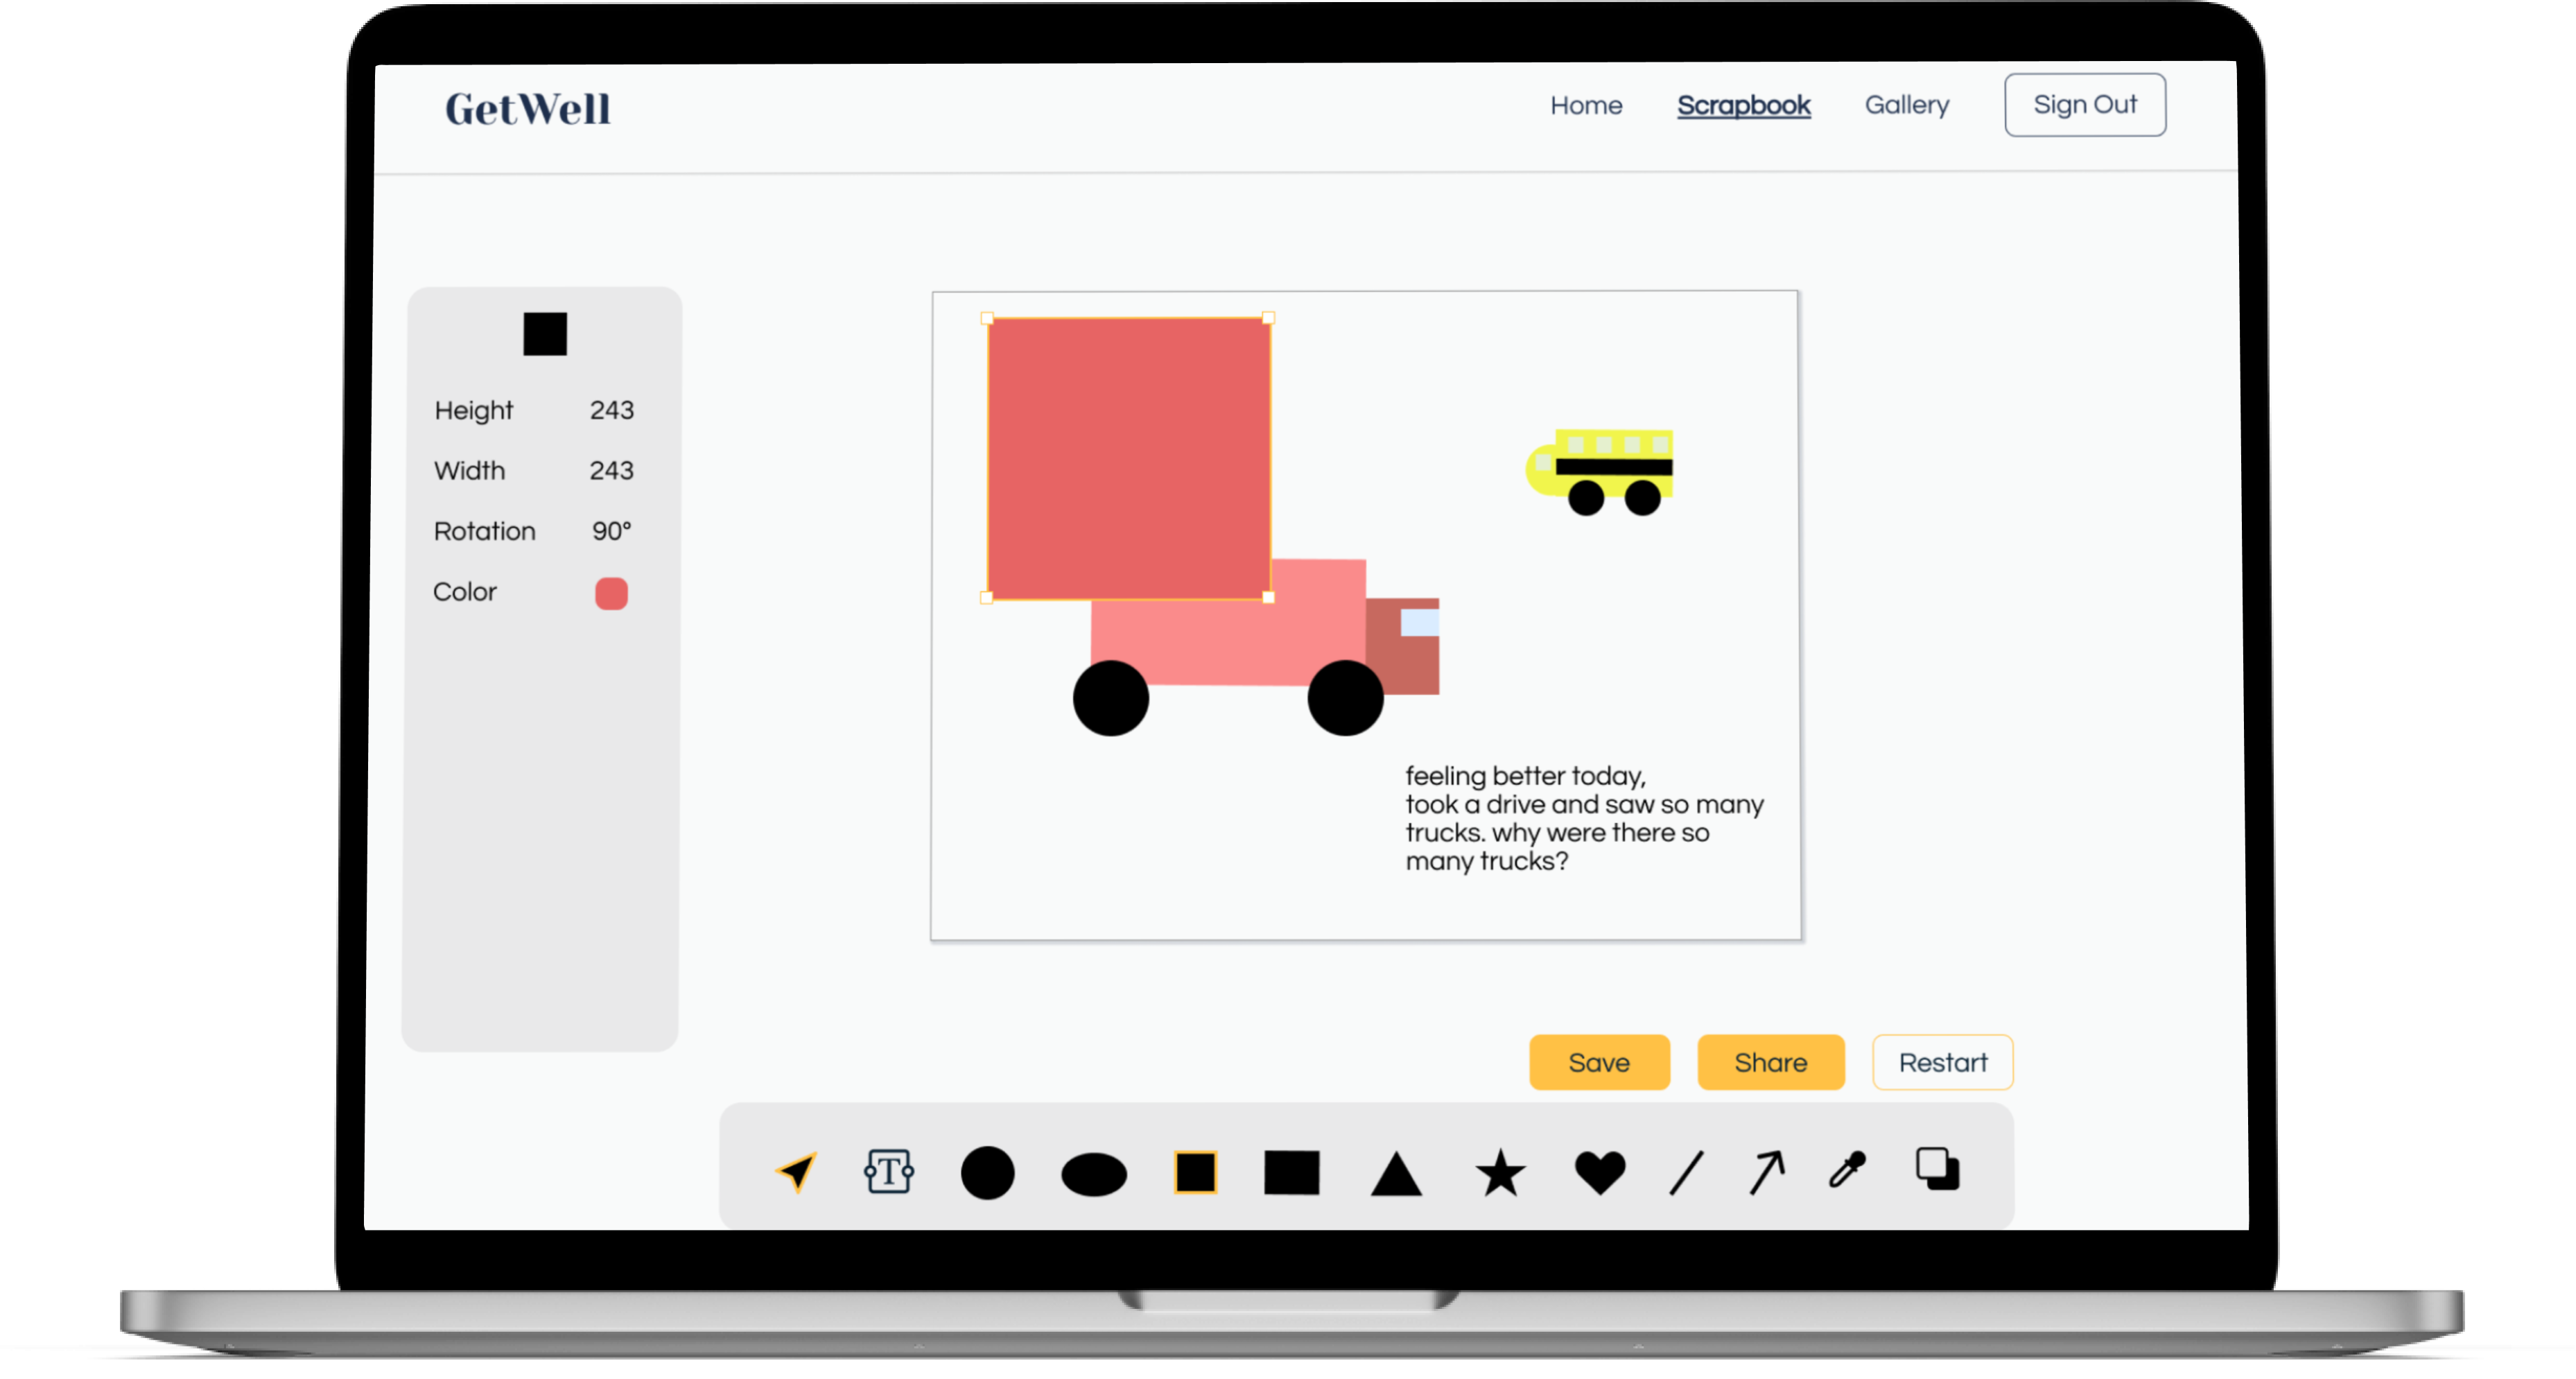 GetWell
Home Scrapbook Gallery Sign Out
Height 243
Width 243
Rotation 90°
Color
feeling better today,
took a drive and saw so many
trucks. why were there so
many trucks?
Save Share Restart
T